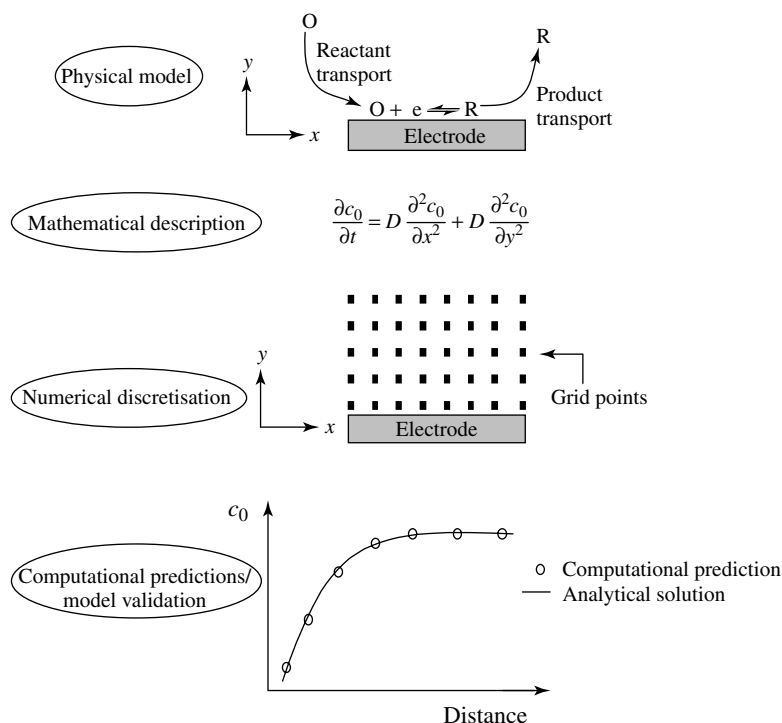 O
R
Reactant
transport
y
Physical model
O + e ⇌ R
Product
transport
x
Electrode
Mathematical description
∂c₀/∂t = D ∂²c₀/∂x² + D ∂²c₀/∂y²
y
Numerical discretisation
Grid points
x
Electrode
c₀
Computational predictions/
model validation
Computational prediction
Analytical solution
Distance